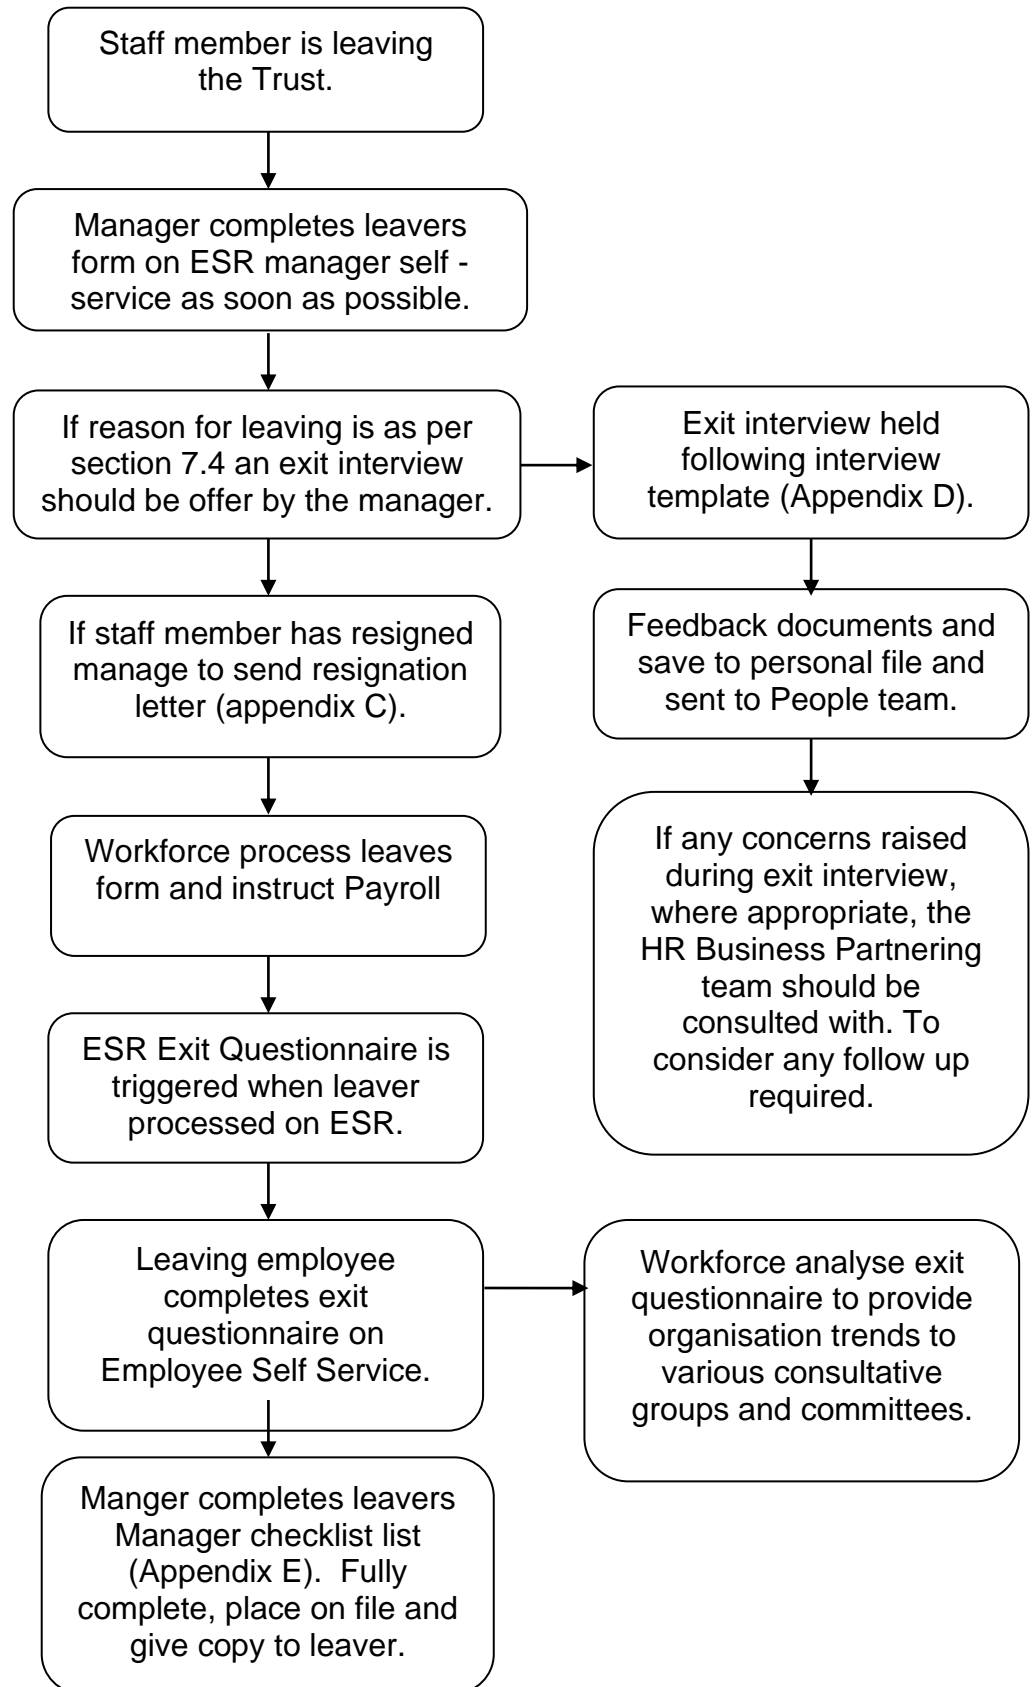 Staff member is leaving
the Trust.
Manager completes leavers
form on ESR manager self -
service as soon as possible.
If reason for leaving is as per
section 7.4 an exit interview
should be offer by the manager.
Exit interview held
following interview
template (Appendix D).
If staff member has resigned
manage to send resignation
letter (appendix C).
Feedback documents and
save to personal file and
sent to People team.
Workforce process leaves
form and instruct Payroll
If any concerns raised
during exit interview,
where appropriate, the
HR Business Partnering
team should be
consulted with. To
consider any follow up
required.
ESR Exit Questionnaire is
triggered when leaver
processed on ESR.
Leaving employee
completes exit
questionnaire on
Employee Self Service.
Workforce analyse exit
questionnaire to provide
organisation trends to
various consultative
groups and committees.
Manger completes leavers
Manager checklist list
(Appendix E).  Fully
complete, place on file and
give copy to leaver.